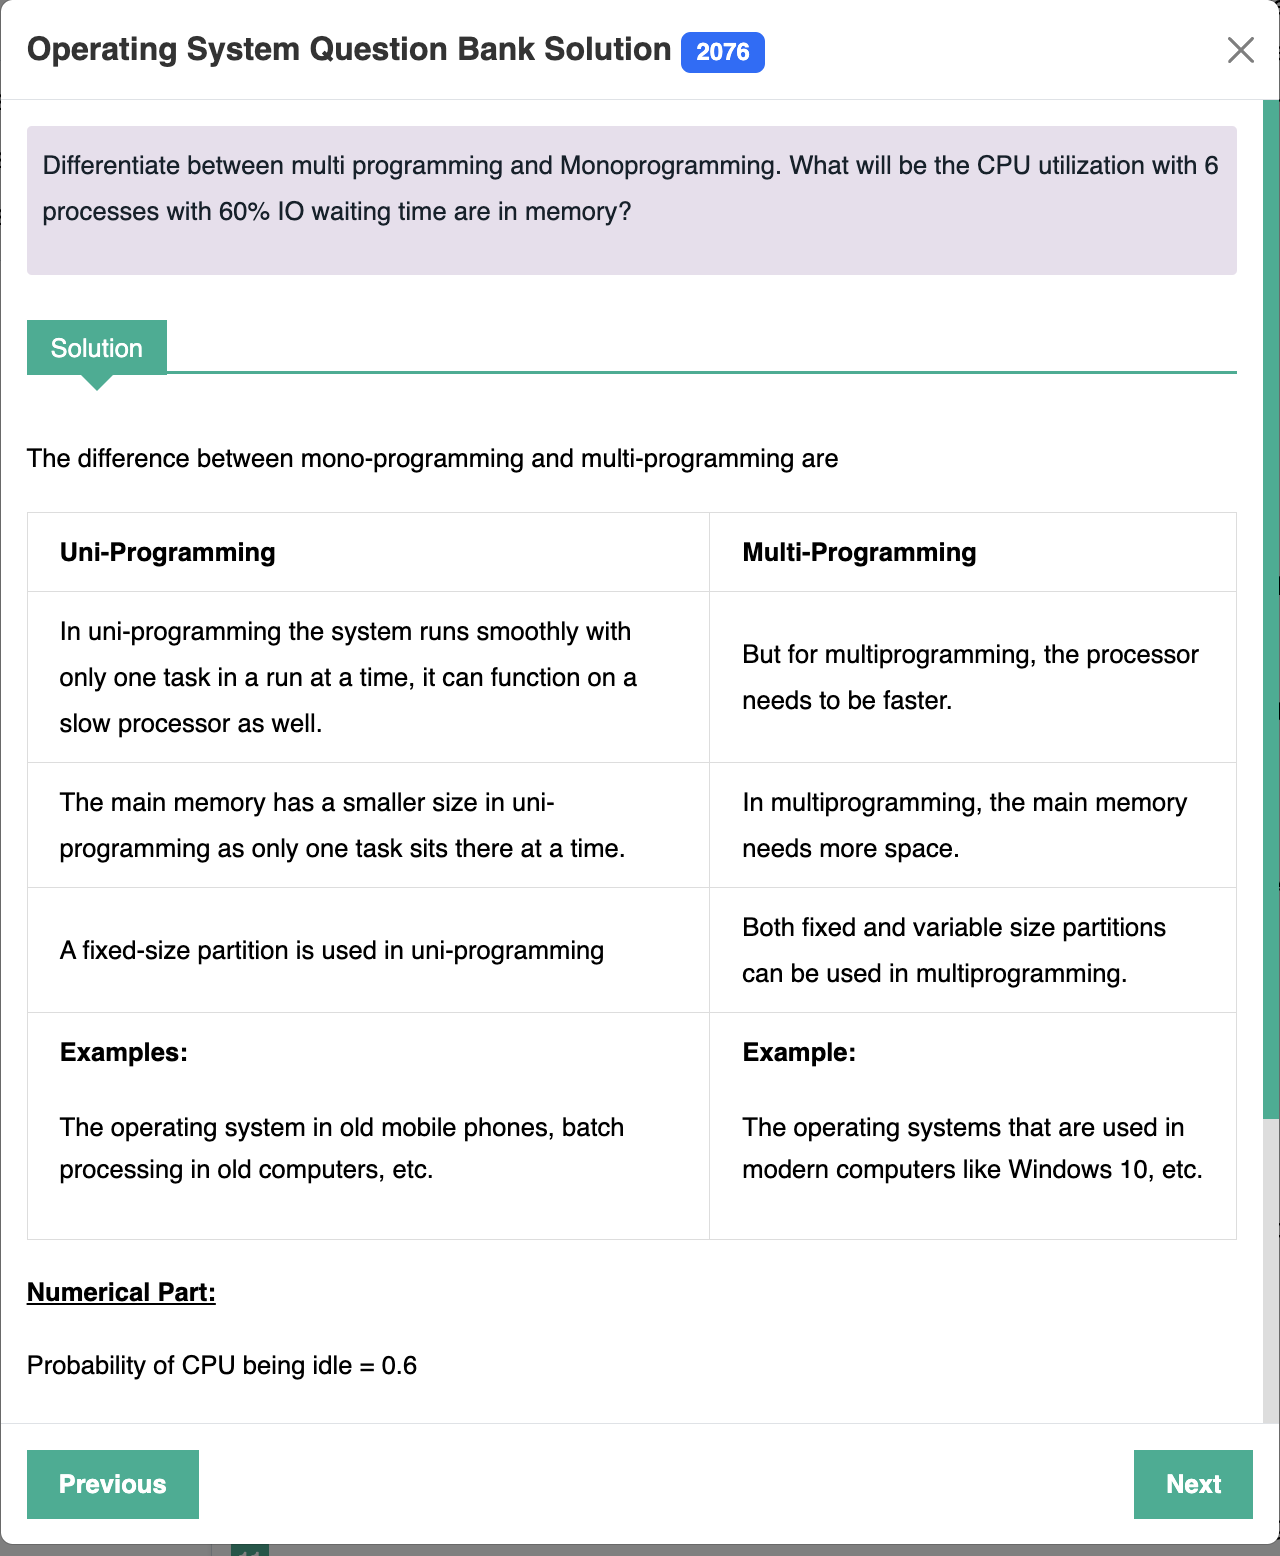 Operating System Question Bank Solution 2076
Differentiate between multi programming and Monoprogramming. What will be the CPU utilization with 6
processes with 60% IO waiting time are in memory?
Solution
The difference between mono-programming and multi-programming are
Uni-Programming
Multi-Programming
In uni-programming the system runs smoothly with
only one task in a run at a time, it can function on a
slow processor as well.
But for multiprogramming, the processor
needs to be faster.
The main memory has a smaller size in uni-
programming as only one task sits there at a time.
In multiprogramming, the main memory
needs more space.
A fixed-size partition is used in uni-programming
Both fixed and variable size partitions
can be used in multiprogramming.
Examples:
The operating system in old mobile phones, batch
processing in old computers, etc.
Example:
The operating systems that are used in
modern computers like Windows 10, etc.
Numerical Part:
Probability of CPU being idle = 0.6
Previous
Next